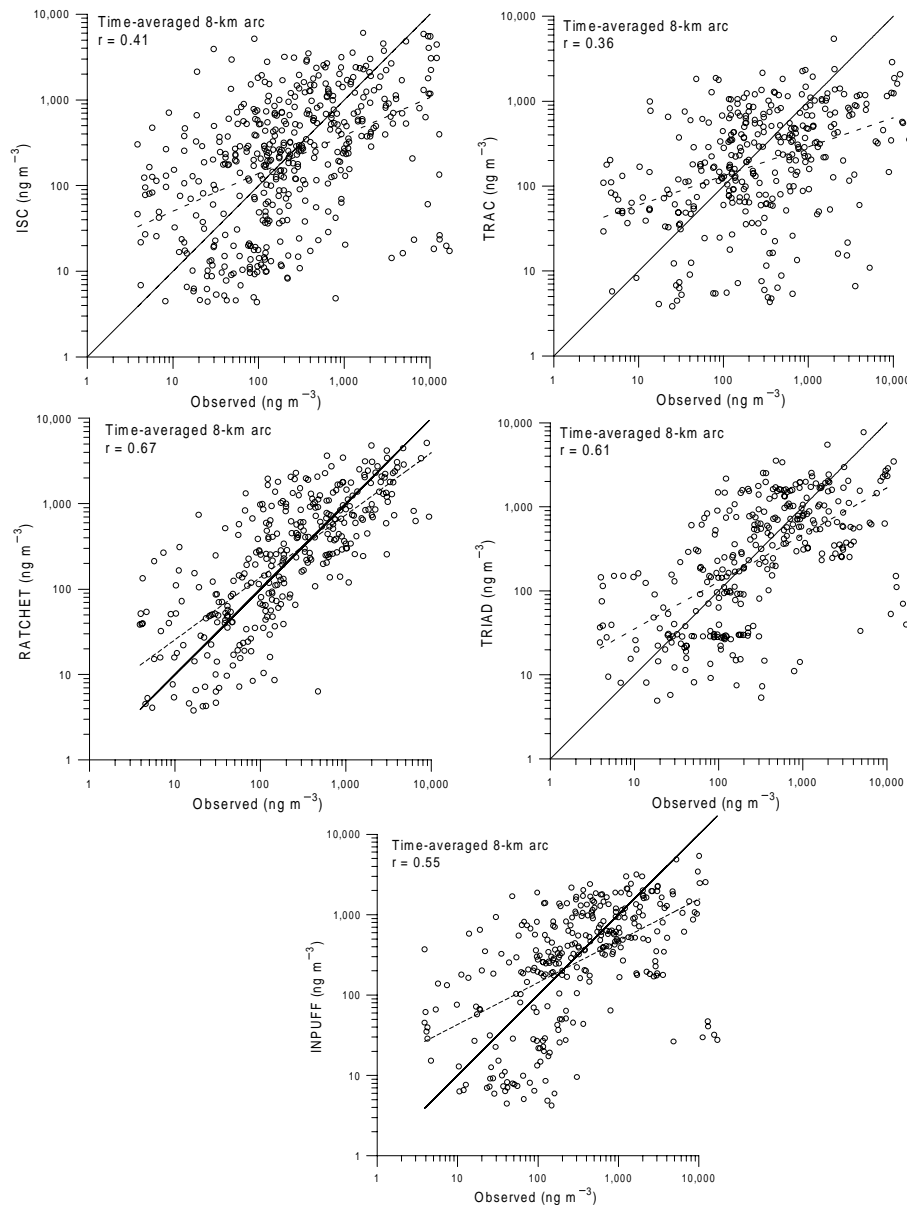 Time-averaged 8-km arc
r = 0.41
10,000
1,000
100
10
1
ISC (ng m⁻³)
1
10
100
1,000
10,000
Observed (ng m⁻³)
Time-averaged 8-km arc
r = 0.36
10,000
1,000
100
10
1
TRAC (ng m⁻³)
1
10
100
1,000
10,000
Observed (ng m⁻³)
Time-averaged 8-km arc
r = 0.67
10,000
1,000
100
10
1
RATCHET (ng m⁻³)
1
10
100
1,000
10,000
Observed (ng m⁻³)
Time-averaged 8-km arc
r = 0.61
10,000
1,000
100
10
1
TRIAD (ng m⁻³)
1
10
100
1,000
10,000
Observed (ng m⁻³)
Time-averaged 8-km arc
r = 0.55
10,000
1,000
100
10
1
INPUFF (ng m⁻³)
1
10
100
1,000
10,000
Observed (ng m⁻³)